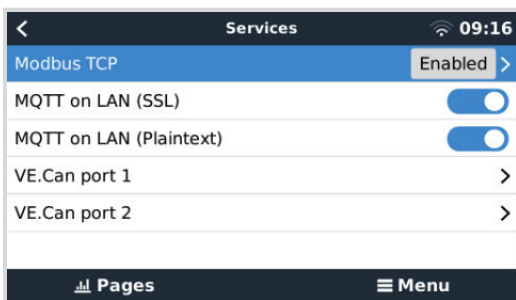 Services 09:16
Modbus TCP Enabled
MQTT on LAN (SSL)
MQTT on LAN (Plaintext)
VE.Can port 1
VE.Can port 2
Pages Menu